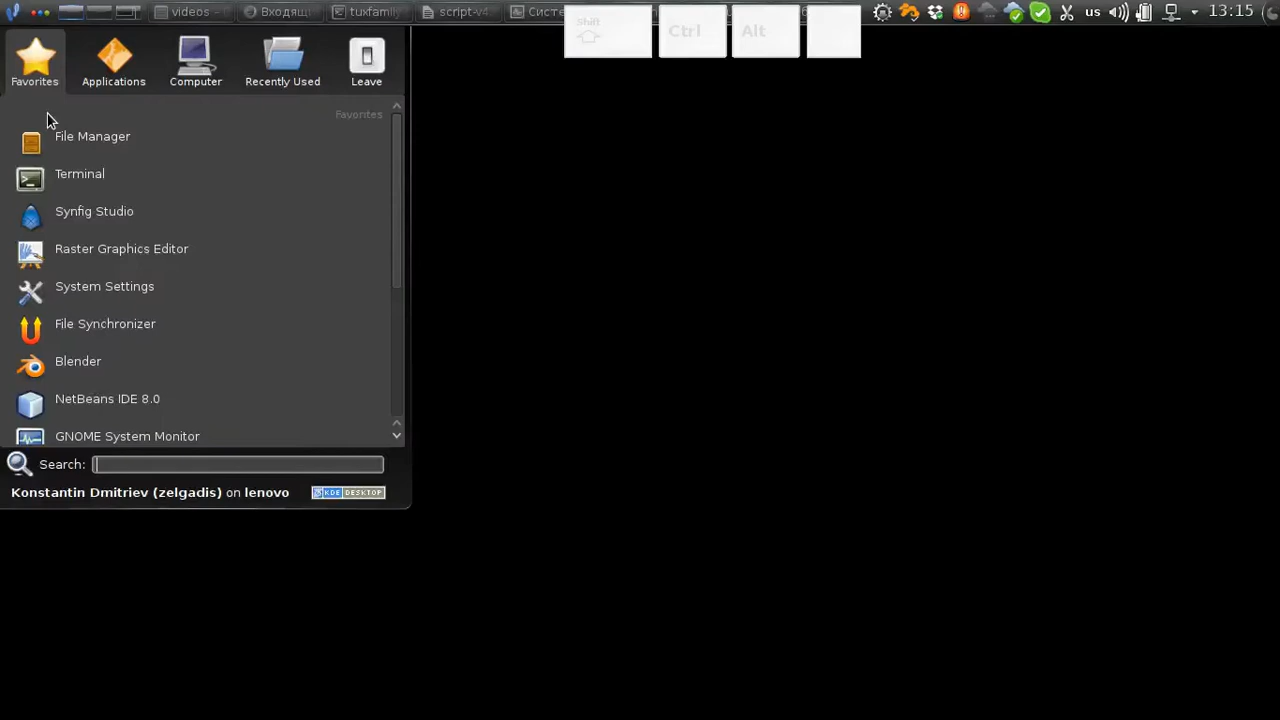 videos
Входящ
tuxfamily
script-v4
Систе
us
13:15
Shift
Ctrl
Alt
Favorites
Applications
Computer
Recently Used
Leave
Favorites
File Manager
Terminal
Synfig Studio
Raster Graphics Editor
System Settings
File Synchronizer
Blender
NetBeans IDE 8.0
GNOME System Monitor
Search:
Konstantin Dmitriev (zelgadis) on lenovo
KDE DESKTOP